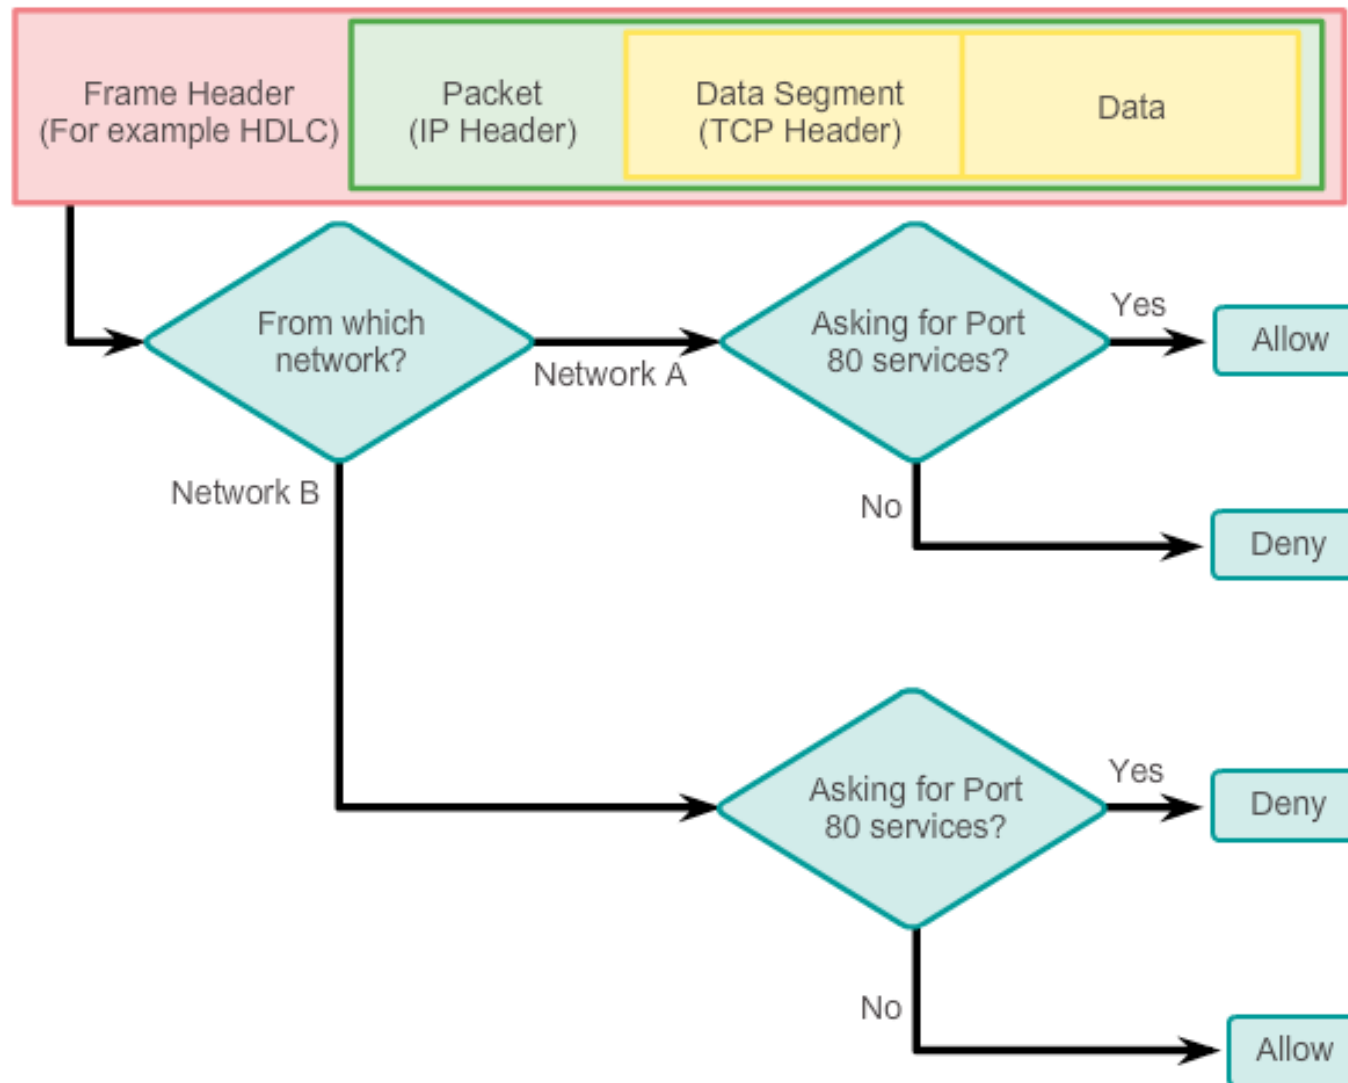 Frame Header
(For example HDLC)
Packet
(IP Header)
Data Segment
(TCP Header)
Data
From which
network?
Network A
Asking for Port
80 services?
Yes
Allow
Network B
No
Deny
Asking for Port
80 services?
Yes
Deny
No
Allow